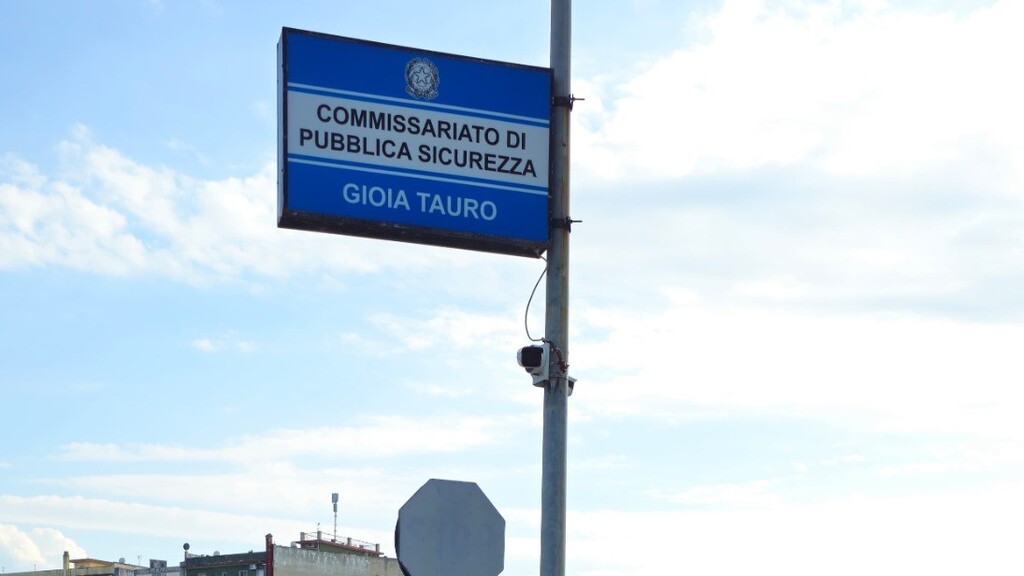 COMMISSARIATO DI
PUBBLICA SICUREZZA
GIOIA TAURO